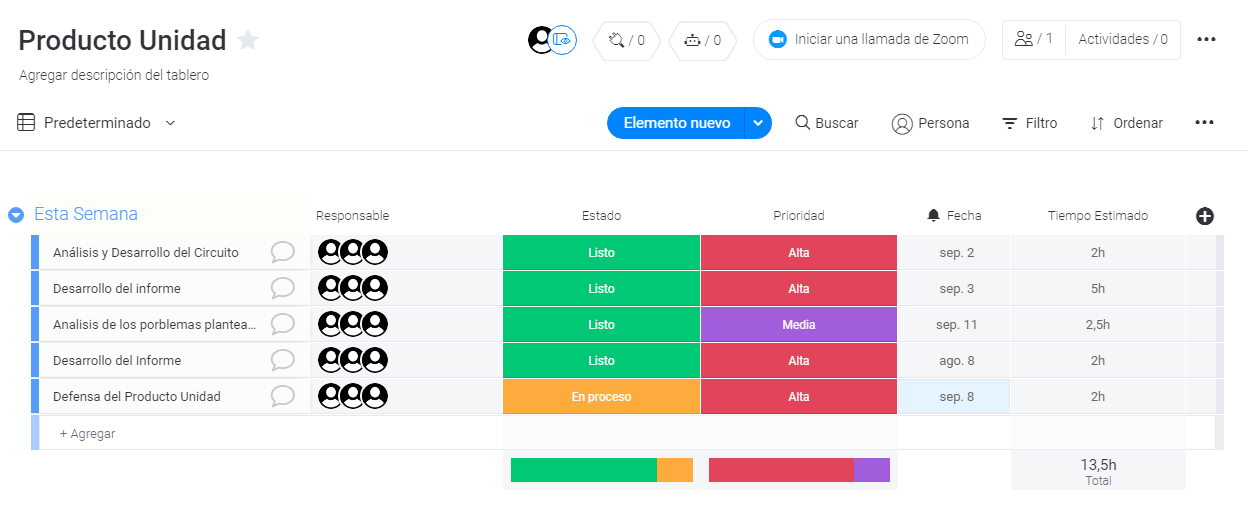 Producto Unidad
/ 0
/ 0
Iniciar una llamada de Zoom
/ 1
Actividades / 0
Agregar descripción del tablero
Predeterminado
Elemento nuevo
Buscar
Persona
Filtro
Ordenar
Esta Semana
Responsable
Estado
Prioridad
Fecha
Tiempo Estimado
Análisis y Desarrollo del Circuito
Listo
Alta
sep. 2
2h
Desarrollo del informe
Listo
Alta
sep. 3
5h
Analisis de los porblemas plantea...
Listo
Media
sep. 11
2,5h
Desarrollo del Informe
Listo
Alta
ago. 8
2h
Defensa del Producto Unidad
En proceso
Alta
sep. 8
2h
+ Agregar
13,5h
Total